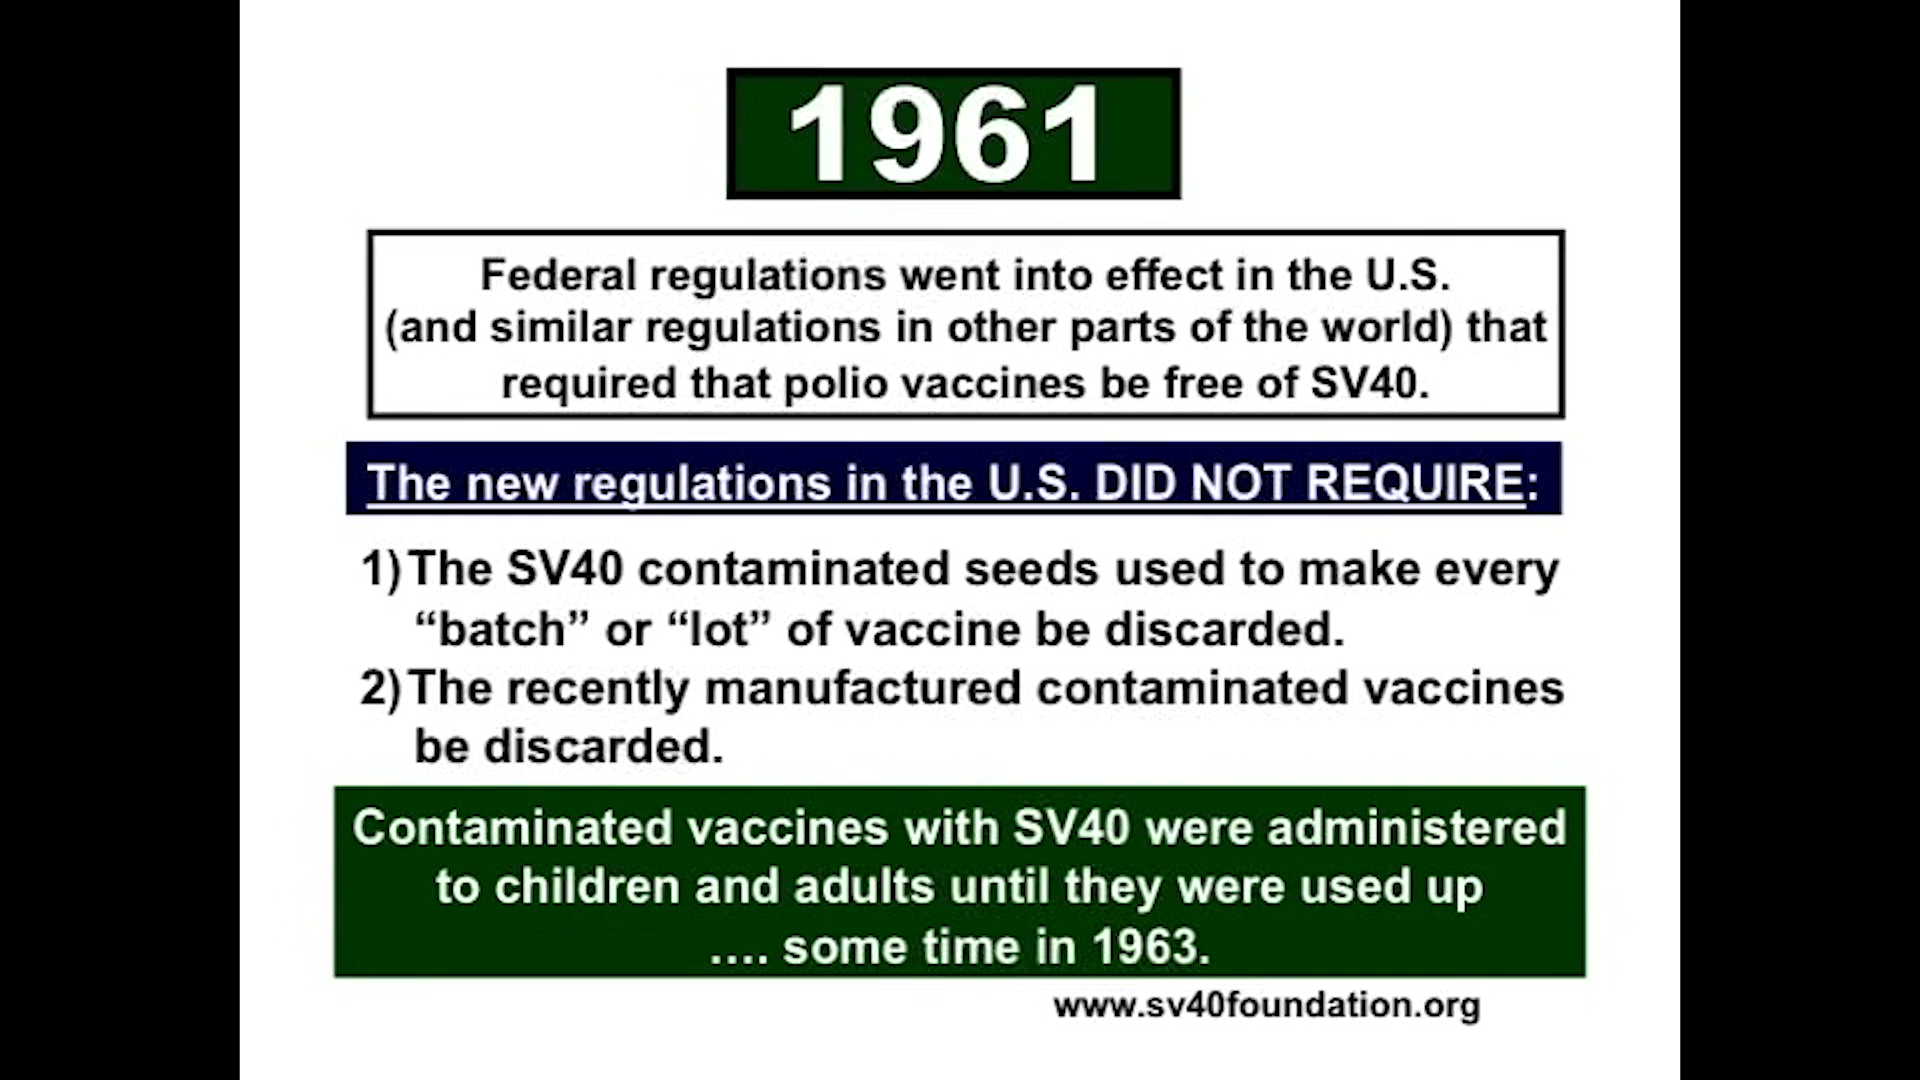 1961
Federal regulations went into effect in the U.S.
(and similar regulations in other parts of the world) that
required that polio vaccines be free of SV40.
The new regulations in the U.S. DID NOT REQUIRE:
1) The SV40 contaminated seeds used to make every
“batch” or “lot” of vaccine be discarded.
2) The recently manufactured contaminated vaccines
be discarded.
Contaminated vaccines with SV40 were administered
to children and adults until they were used up
.... some time in 1963.
www.sv40foundation.org